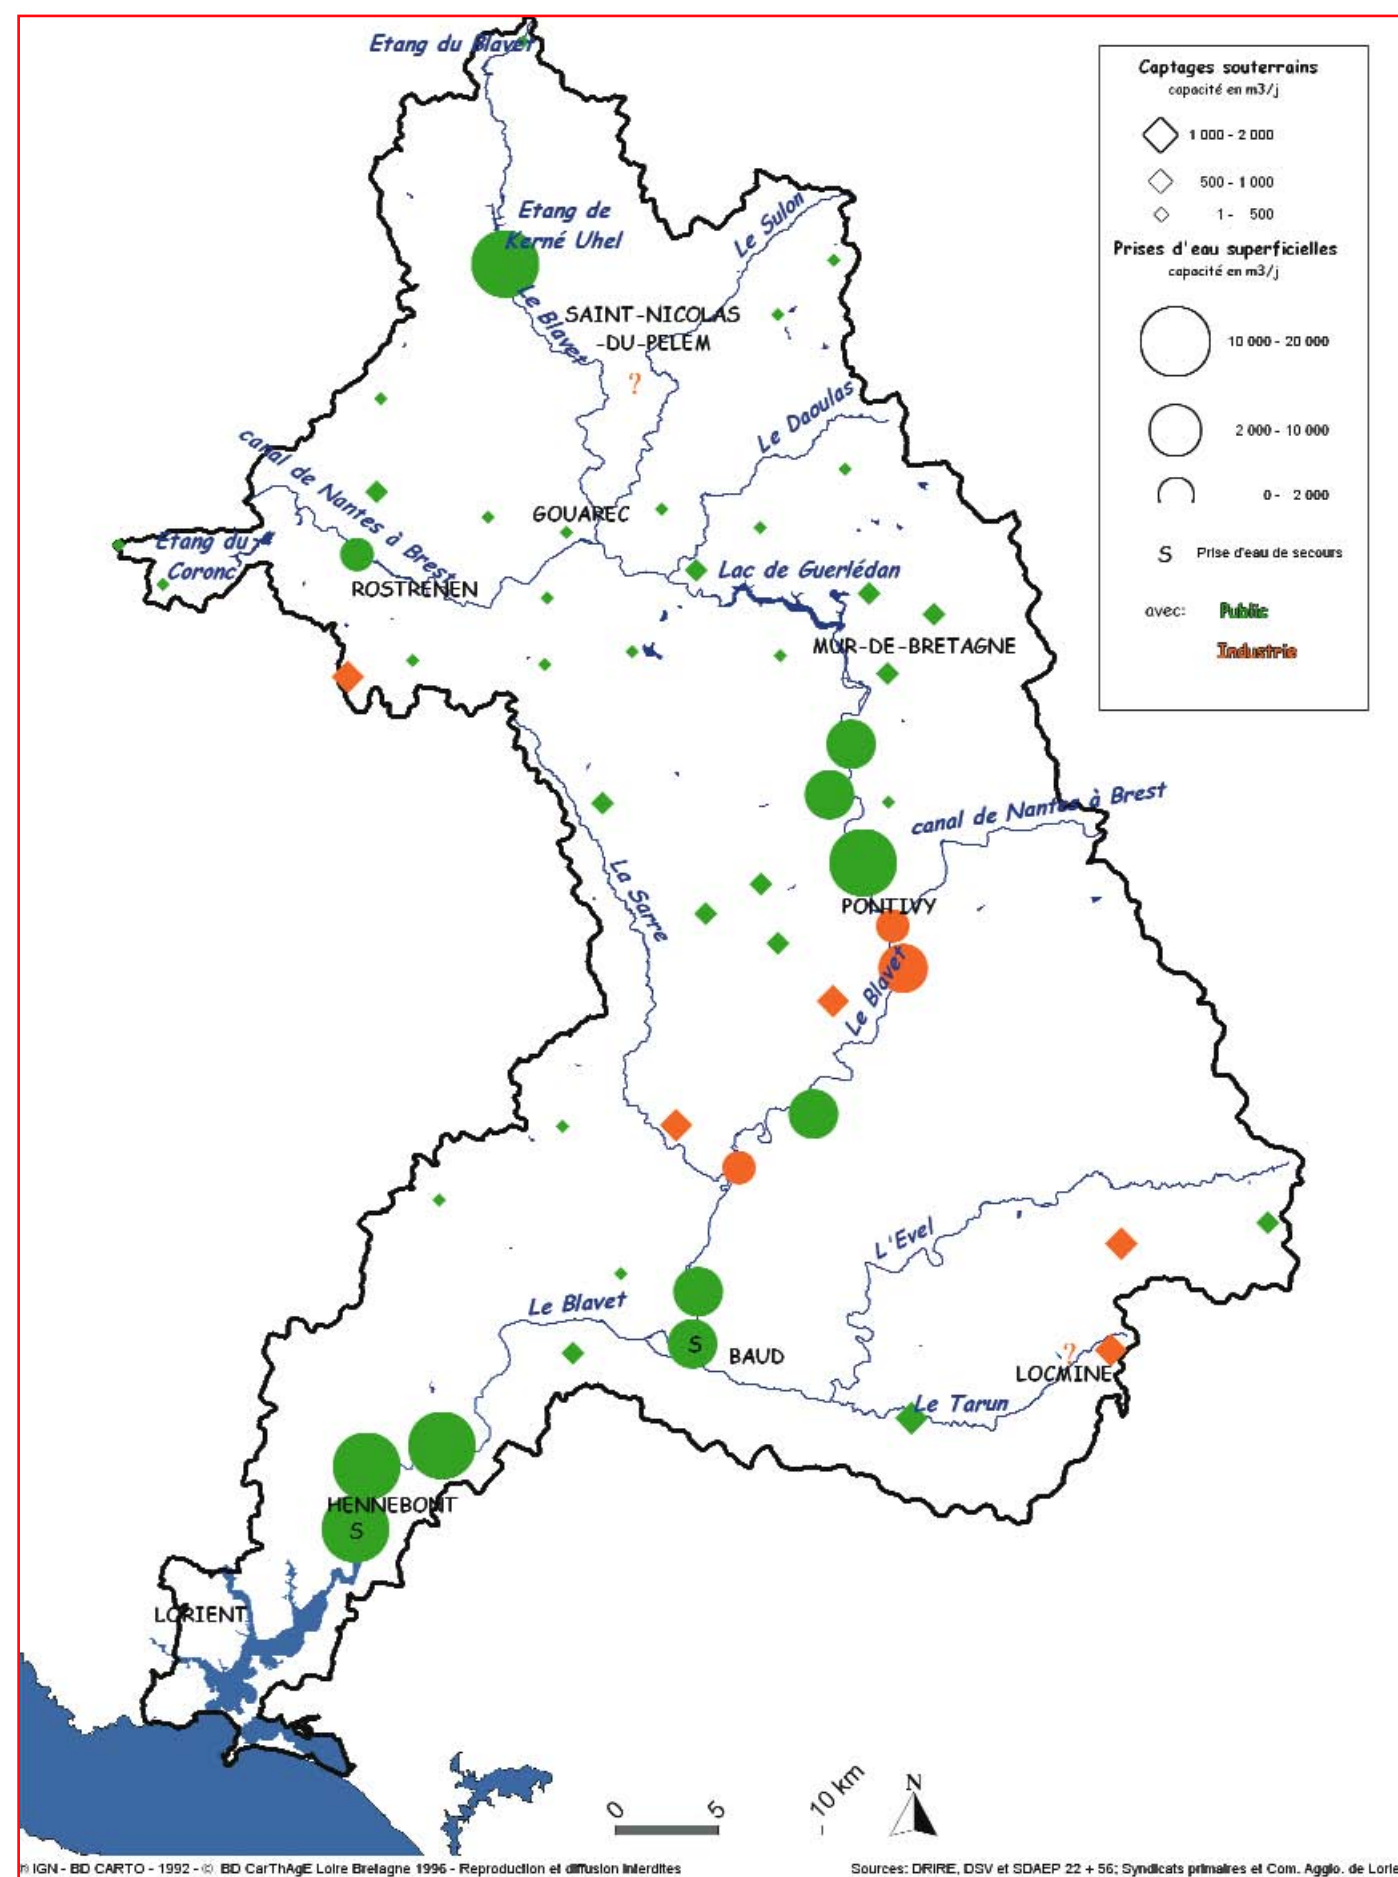 Etang du Blavet
Captages souterrains
capacité en m3/j
1 000 - 2 000
500 - 1 000
1 - 500
Prises d'eau superficielles
capacité en m3/j
10 000 - 20 000
2 000 - 10 000
0 - 2 000
S Prise d'eau de secours
avec: Public
Industrie
Etang de
Kerné Uhel
Le Sulon
Le Blavet
SAINT-NICOLAS
-DU-PELEM
?
Le Daoulas
canal de Nantes à Brest
GOUAREC
Etang du
Coronc
ROSTRENEN
Lac de Guerlédan
MUR-DE-BRETAGNE
canal de Nantes à Brest
La Sarre
PONTIVY
Le Blavet
L'Evel
Le Blavet
S
BAUD
?
LOCMINE
Le Tarun
HENNEBONT
S
LORIENT
0 5 10 km
N
© IGN - BD CARTO - 1992 - © BD CarThAgE Loire Bretagne 1996 - Reproduction et diffusion interdites
Sources: DRIRE, DSV et SDAEP 22 + 56; Syndicats primaires et Com. Agglo. de Lorie